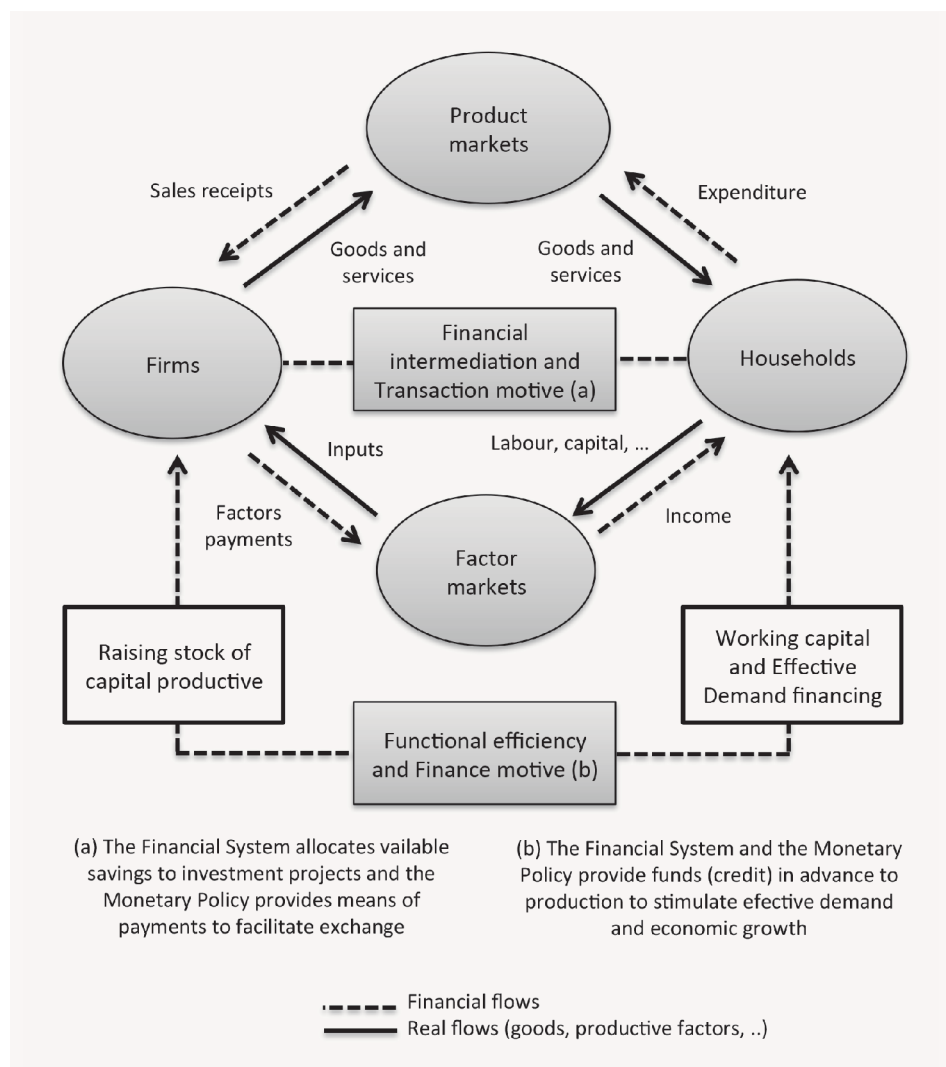 Product
markets
Sales receipts
Expenditure
Goods and
services
Goods and
services
Firms
Financial
intermediation and
Transaction motive (a)
Households
Inputs
Labour, capital, ...
Factors
payments
Income
Factor
markets
Raising stock of
capital productive
Working capital
and Effective
Demand financing
Functional efficiency
and Finance motive (b)
(a) The Financial System allocates vailable
savings to investment projects and the
Monetary Policy provides means of
payments to facilitate exchange
(b) The Financial System and the Monetary
Policy provide funds (credit) in advance to
production to stimulate efective demand
and economic growth
Financial flows
Real flows (goods, productive factors, ..)